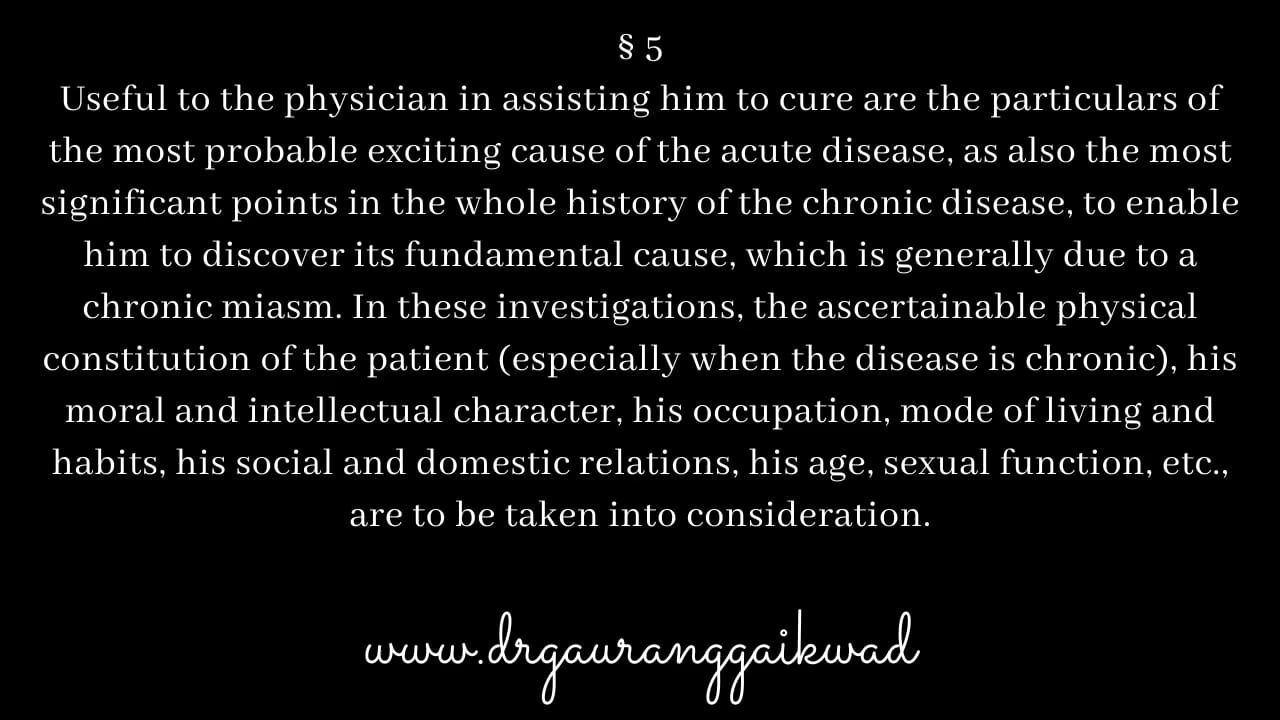 § 5
Useful to the physician in assisting him to cure are the particulars of
the most probable exciting cause of the acute disease, as also the most
significant points in the whole history of the chronic disease, to enable
him to discover its fundamental cause, which is generally due to a
chronic miasm. In these investigations, the ascertainable physical
constitution of the patient (especially when the disease is chronic), his
moral and intellectual character, his occupation, mode of living and
habits, his social and domestic relations, his age, sexual function, etc.,
are to be taken into consideration.
www.drgauranggaikwad